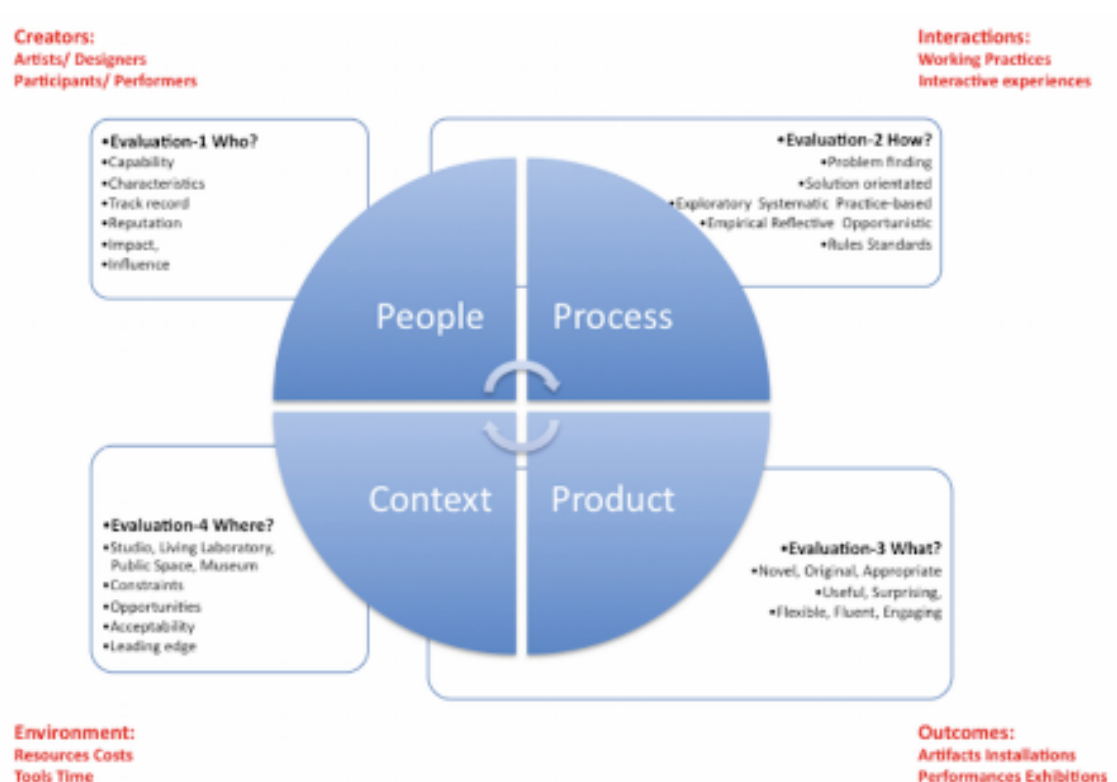 Creators:
Artists/ Designers
Participants/ Performers
Interactions:
Working Practices
Interactive experiences
•Evaluation-1 Who?
•Capability
•Characteristics
•Track record
•Reputation
•Impact,
•Influence
•Evaluation-2 How?
•Problem finding
•Solution orientated
•Exploratory Systematic Practice-based
•Empirical Reflective Opportunistic
•Rules Standards
People
Process
Context
Product
•Evaluation-4 Where?
•Studio, Living Laboratory,
Public Space, Museum
•Constraints
•Opportunities
•Acceptability
•Leading edge
•Evaluation-3 What?
•Novel, Original, Appropriate
•Useful, Surprising,
•Flexible, Fluent, Engaging
Environment:
Resources Costs
Tools Time
Outcomes:
Artifacts Installations
Performances Exhibitions